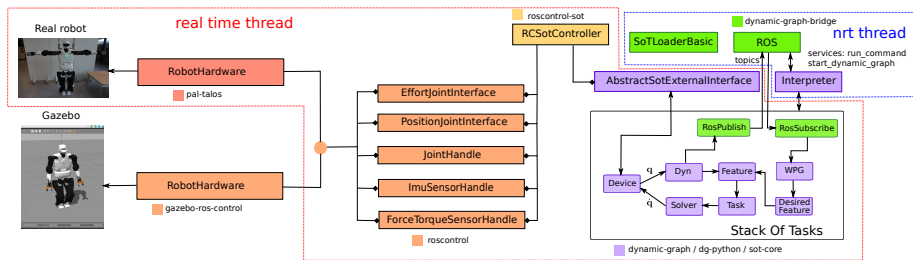 real time thread
roscontrol-sot
dynamic-graph-bridge
nrt thread
Real robot
RCSotController
SoTLoaderBasic
ROS
services: run_command
start_dynamic_graph
topics
RobotHardware
pal-talos
AbstractSotExternalInterface
Interpreter
EffortJointInterface
PositionJointInterface
JointHandle
ImuSensorHandle
ForceTorqueSensorHandle
roscontrol
Gazebo
RobotHardware
gazebo-ros-control
RosPublish
RosSubscribe
Device
q
Dyn
Feature
WPG
q̇
Solver
Task
Desired
Feature
Stack Of Tasks
dynamic-graph / dg-python / sot-core